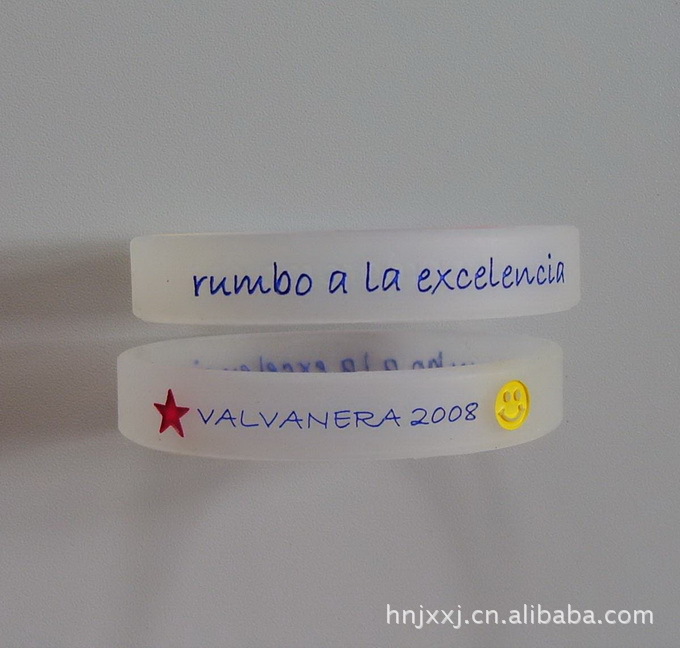 rumbo a la excelencia
VALVANERA 2008
hnjxxj.cn.alibaba.com